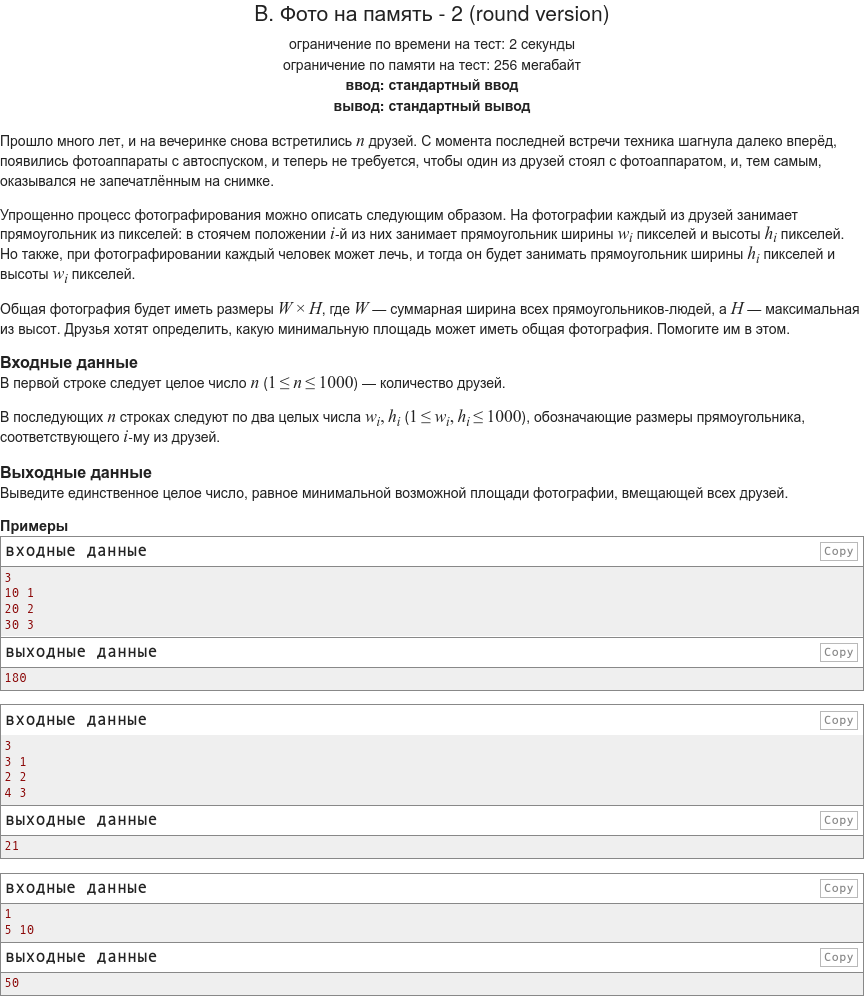 B. Фото на память - 2 (round version)
ограничение по времени на тест: 2 секунды
ограничение по памяти на тест: 256 мегабайт
ввод: стандартный ввод
вывод: стандартный вывод
Прошло много лет, и на вечеринке снова встретились n друзей. С момента последней встречи техника шагнула далеко вперёд,
появились фотоаппараты с автоспуском, и теперь не требуется, чтобы один из друзей стоял с фотоаппаратом, и, тем самым,
оказывался не запечатлённым на снимке.
Упрощенно процесс фотографирования можно описать следующим образом. На фотографии каждый из друзей занимает
прямоугольник из пикселей: в стоячем положении i-й из них занимает прямоугольник ширины w_i пикселей и высоты h_i пикселей.
Но также, при фотографировании каждый человек может лечь, и тогда он будет занимать прямоугольник ширины h_i пикселей и
высоты w_i пикселей.
Общая фотография будет иметь размеры W × H, где W — суммарная ширина всех прямоугольников-людей, а H — максимальная
из высот. Друзья хотят определить, какую минимальную площадь может иметь общая фотография. Помогите им в этом.
Входные данные
В первой строке следует целое число n (1 ≤ n ≤ 1000) — количество друзей.
В последующих n строках следуют по два целых числа w_i, h_i (1 ≤ w_i, h_i ≤ 1000), обозначающие размеры прямоугольника,
соответствующего i-му из друзей.
Выходные данные
Выведите единственное целое число, равное минимальной возможной площади фотографии, вмещающей всех друзей.
Примеры
входные данные Copy
3
10 1
20 2
30 3
выходные данные Copy
180
входные данные Copy
3
3 1
2 2
4 3
выходные данные Copy
21
входные данные Copy
1
5 10
выходные данные Copy
50